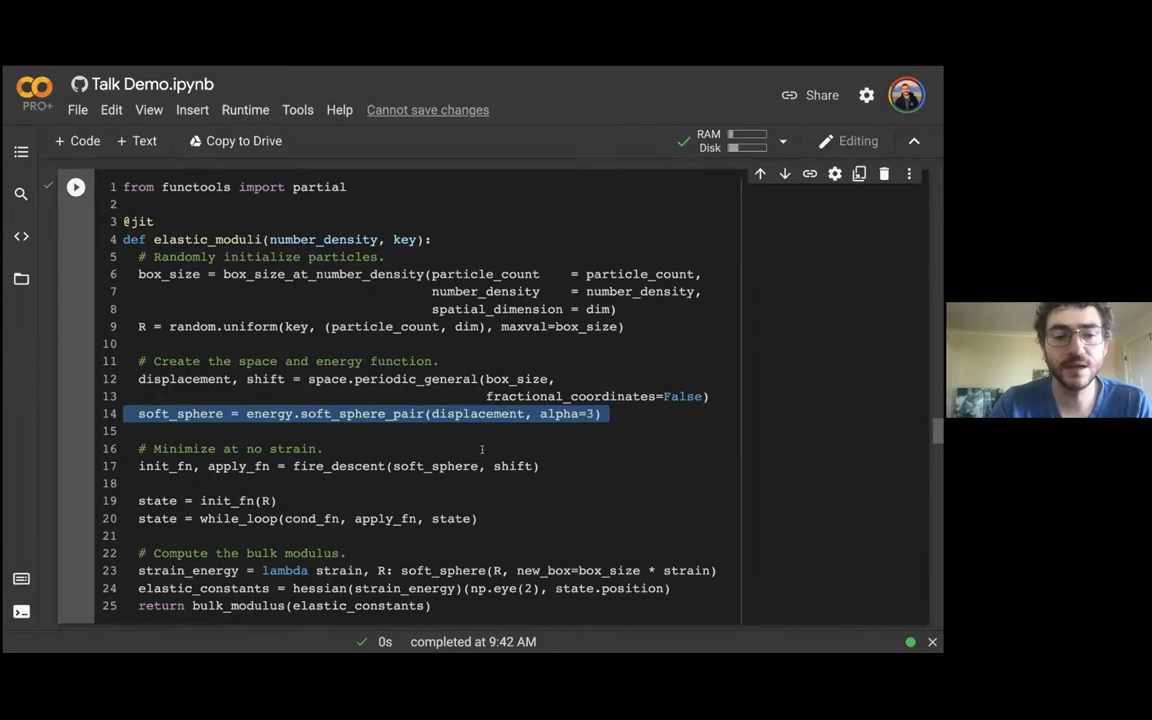 Talk Demo.ipynb
PRO+
File Edit View Insert Runtime Tools Help Cannot save changes
Share
+ Code + Text Copy to Drive
RAM
Disk
Editing
1 from functools import partial
2
3 @jit
4 def elastic_moduli(number_density, key):
5 # Randomly initialize particles.
6 box_size = box_size_at_number_density(particle_count = particle_count,
7 number_density = number_density,
8 spatial_dimension = dim)
9 R = random.uniform(key, (particle_count, dim), maxval=box_size)
10
11 # Create the space and energy function.
12 displacement, shift = space.periodic_general(box_size,
13 fractional_coordinates=False)
14 soft_sphere = energy.soft_sphere_pair(displacement, alpha=3)
15
16 # Minimize at no strain.
17 init_fn, apply_fn = fire_descent(soft_sphere, shift)
18
19 state = init_fn(R)
20 state = while_loop(cond_fn, apply_fn, state)
21
22 # Compute the bulk modulus.
23 strain_energy = lambda strain, R: soft_sphere(R, new_box=box_size * strain)
24 elastic_constants = hessian(strain_energy)(np.eye(2), state.position)
25 return bulk_modulus(elastic_constants)
0s completed at 9:42 AM